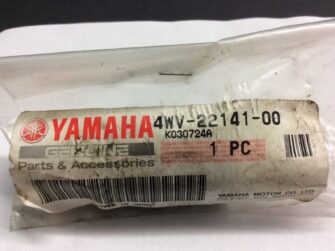 YAMAHA
GENUINE
Parts & Accessories
4WV-22141-00
K030724A
1 PC
YAMAHA MOTOR CO.,LTD.